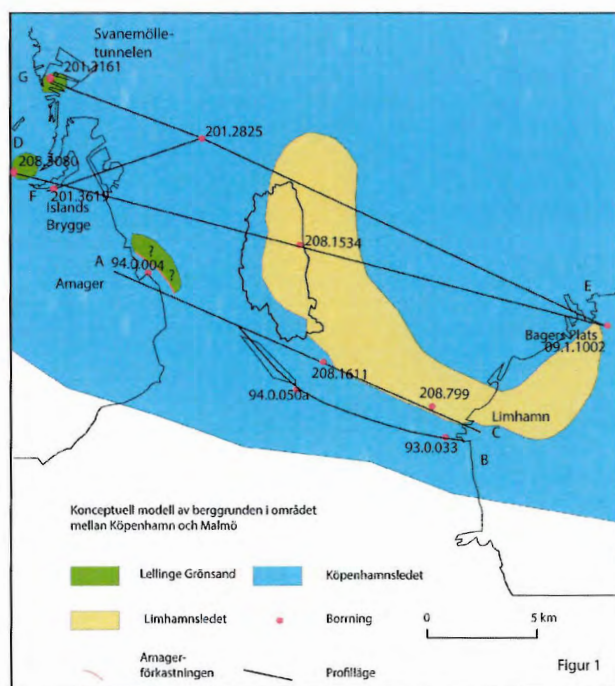 Svanemölle-
tunnelen
G
201.3161
201.2825
D
208.3080
F
201.3619
Islands
Brygge
208.1534
?
A
94.0.004
?
E
Amager
Bagers Plats
09.1.1002
208.1611
94.0.050a
208.799
Limhamn
C
93.0.033
B
Konceptuell modell av berggrunden i området
mellan Köpenhamn och Malmö
Lellinge Grönsand
Köpenhamnsledet
Limhamnsledet
Borrning
0
5 km
Amager-
förkastningen
Profilläge
Figur 1